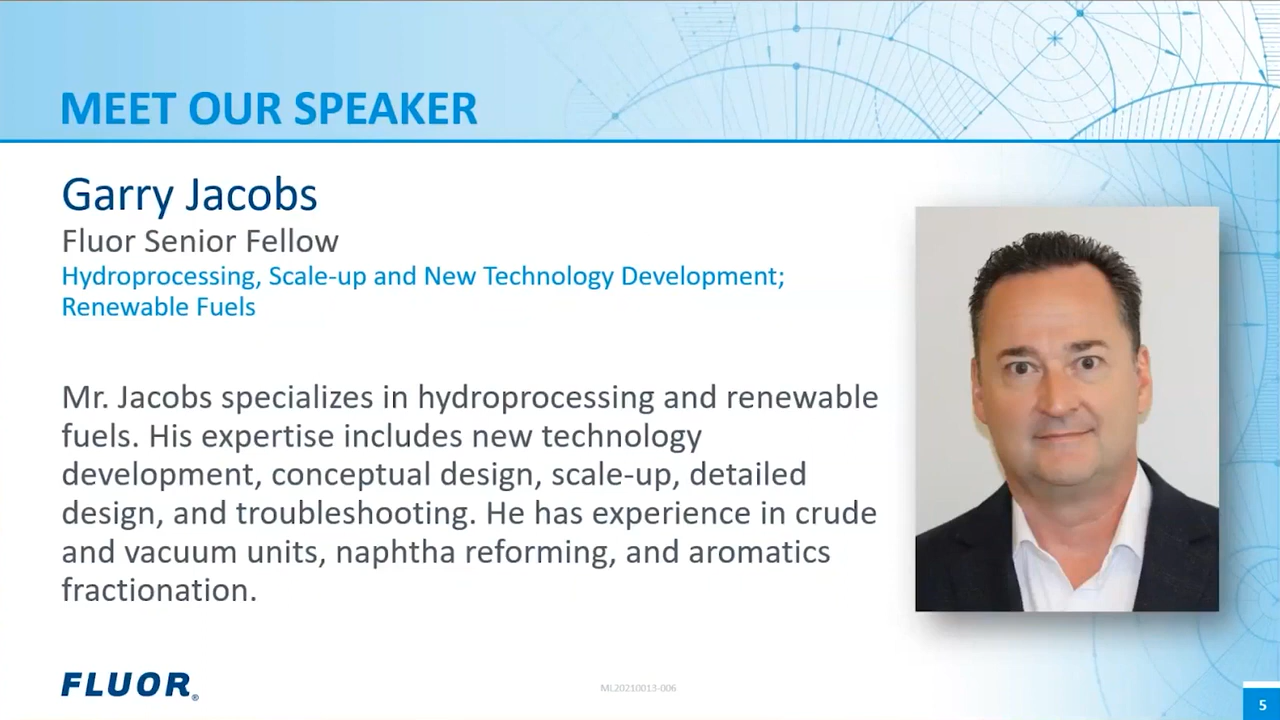 MEET OUR SPEAKER
Garry Jacobs
Fluor Senior Fellow
Hydroprocessing, Scale-up and New Technology Development;
Renewable Fuels
Mr. Jacobs specializes in hydroprocessing and renewable
fuels. His expertise includes new technology
development, conceptual design, scale-up, detailed
design, and troubleshooting. He has experience in crude
and vacuum units, naphtha reforming, and aromatics
fractionation.
FLUOR®
ML20210013-006
5